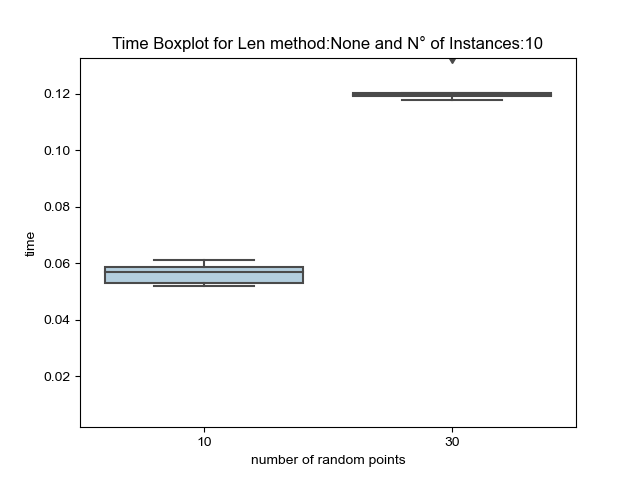 Time Boxplot for Len method:None and N° of Instances:10
0.12
0.10
0.08
0.06
0.04
0.02
time
10 30
number of random points